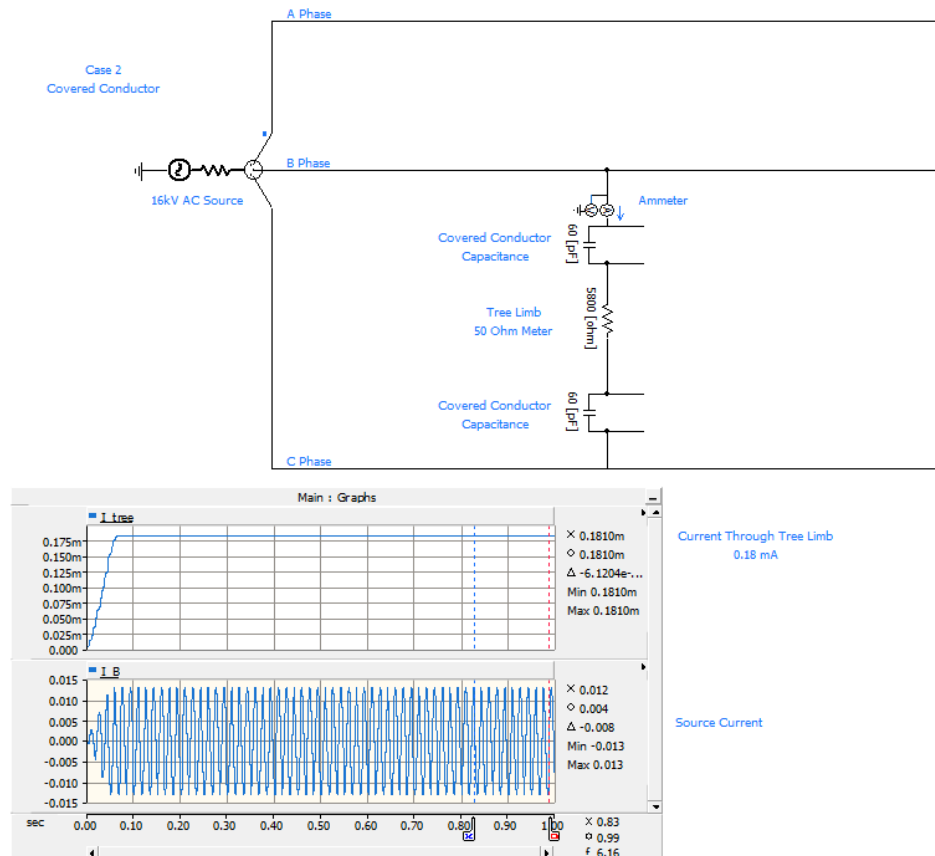 A Phase
Case 2
Covered Conductor
B Phase
16kV AC Source
Ammeter
60 [pF]
Covered Conductor
Capacitance
Tree Limb
50 Ohm Meter
5800 [ohm]
Covered Conductor
Capacitance
60 [pF]
C Phase
Main : Graphs
I_tree
0.175m
0.150m
0.125m
0.100m
0.075m
0.050m
0.025m
0.000
× 0.1810m
0.1810m
Δ -6.1204e-...
Min 0.1810m
Max 0.1810m
Current Through Tree Limb
0.18 mA
I_B
0.015
0.010
0.005
0.000
-0.005
-0.010
-0.015
× 0.012
0.004
Δ -0.008
Min -0.013
Max 0.013
Source Current
sec 0.00 0.10 0.20 0.30 0.40 0.50 0.60 0.70 0.80 0.90 1.00
× 0.83
0.99
f 6.16